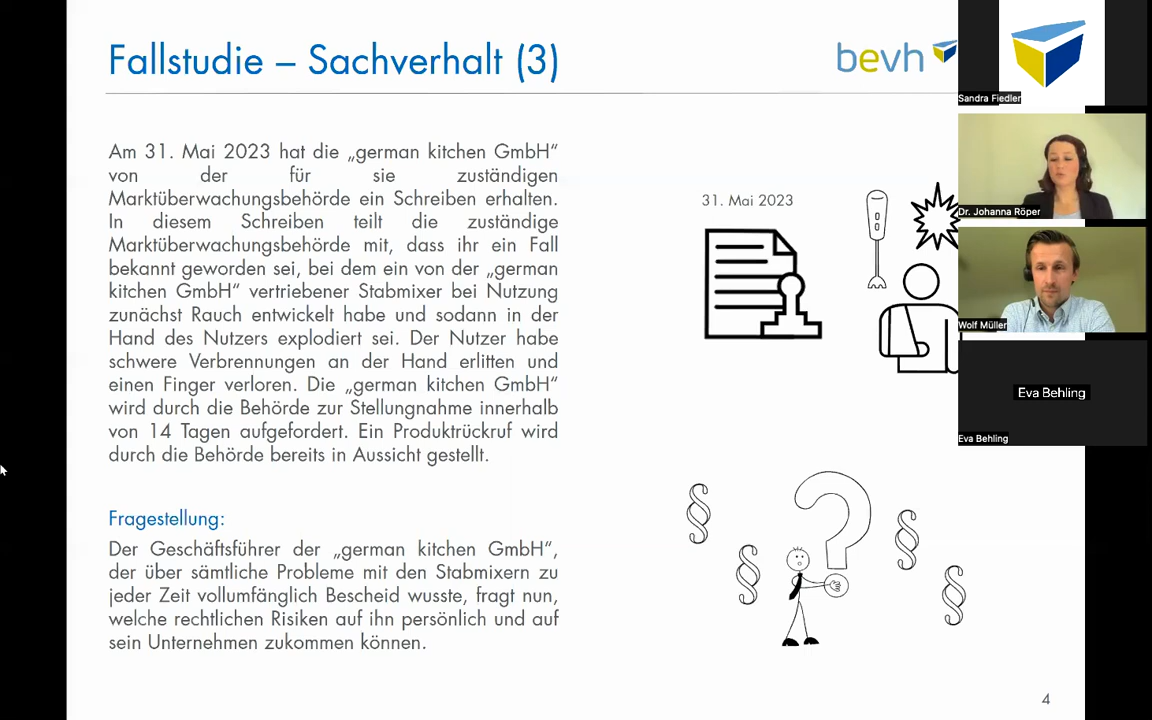 Fallstudie – Sachverhalt (3)
bevh
Am 31. Mai 2023 hat die „german kitchen GmbH“
von der für sie zuständigen
Marktüberwachungsbehörde ein Schreiben erhalten.
In diesem Schreiben teilt die zuständige
Marktüberwachungsbehörde mit, dass ihr ein Fall
bekannt geworden sei, bei dem ein von der „german
kitchen GmbH“ vertriebener Stabmixer bei Nutzung
zunächst Rauch entwickelt habe und sodann in der
Hand des Nutzers explodiert sei. Der Nutzer habe
schwere Verbrennungen an der Hand erlitten und
einen Finger verloren. Die „german kitchen GmbH“
wird durch die Behörde zur Stellungnahme innerhalb
von 14 Tagen aufgefordert. Ein Produktrückruf wird
durch die Behörde bereits in Aussicht gestellt.
Fragestellung:
Der Geschäftsführer der „german kitchen GmbH“,
der über sämtliche Probleme mit den Stabmixern zu
jeder Zeit vollumfänglich Bescheid wusste, fragt nun,
welche rechtlichen Risiken auf ihn persönlich und auf
sein Unternehmen zukommen können.
31. Mai 2023
?
§
§
§
§
4
Sandra Fiedler
Dr. Johanna Röper
Wolf Müller
Eva Behling
Eva Behling